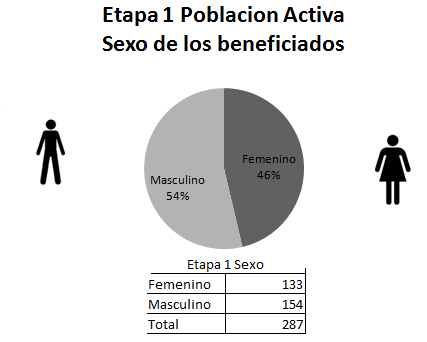 Etapa 1 Poblacion Activa
Sexo de los beneficiados
Femenino
46%
Masculino
54%
Etapa 1 Sexo
Femenino 133
Masculino 154
Total 287